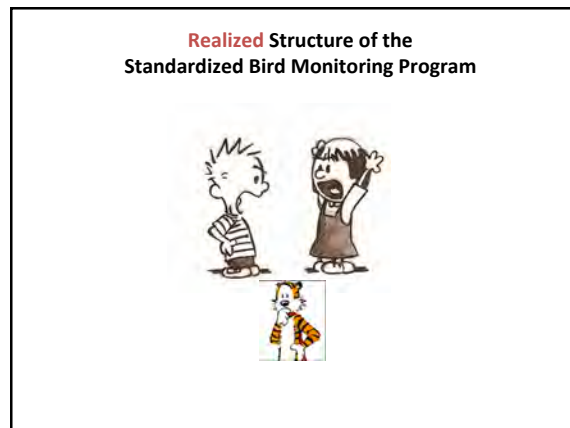 Realized Structure of the
Standardized Bird Monitoring Program